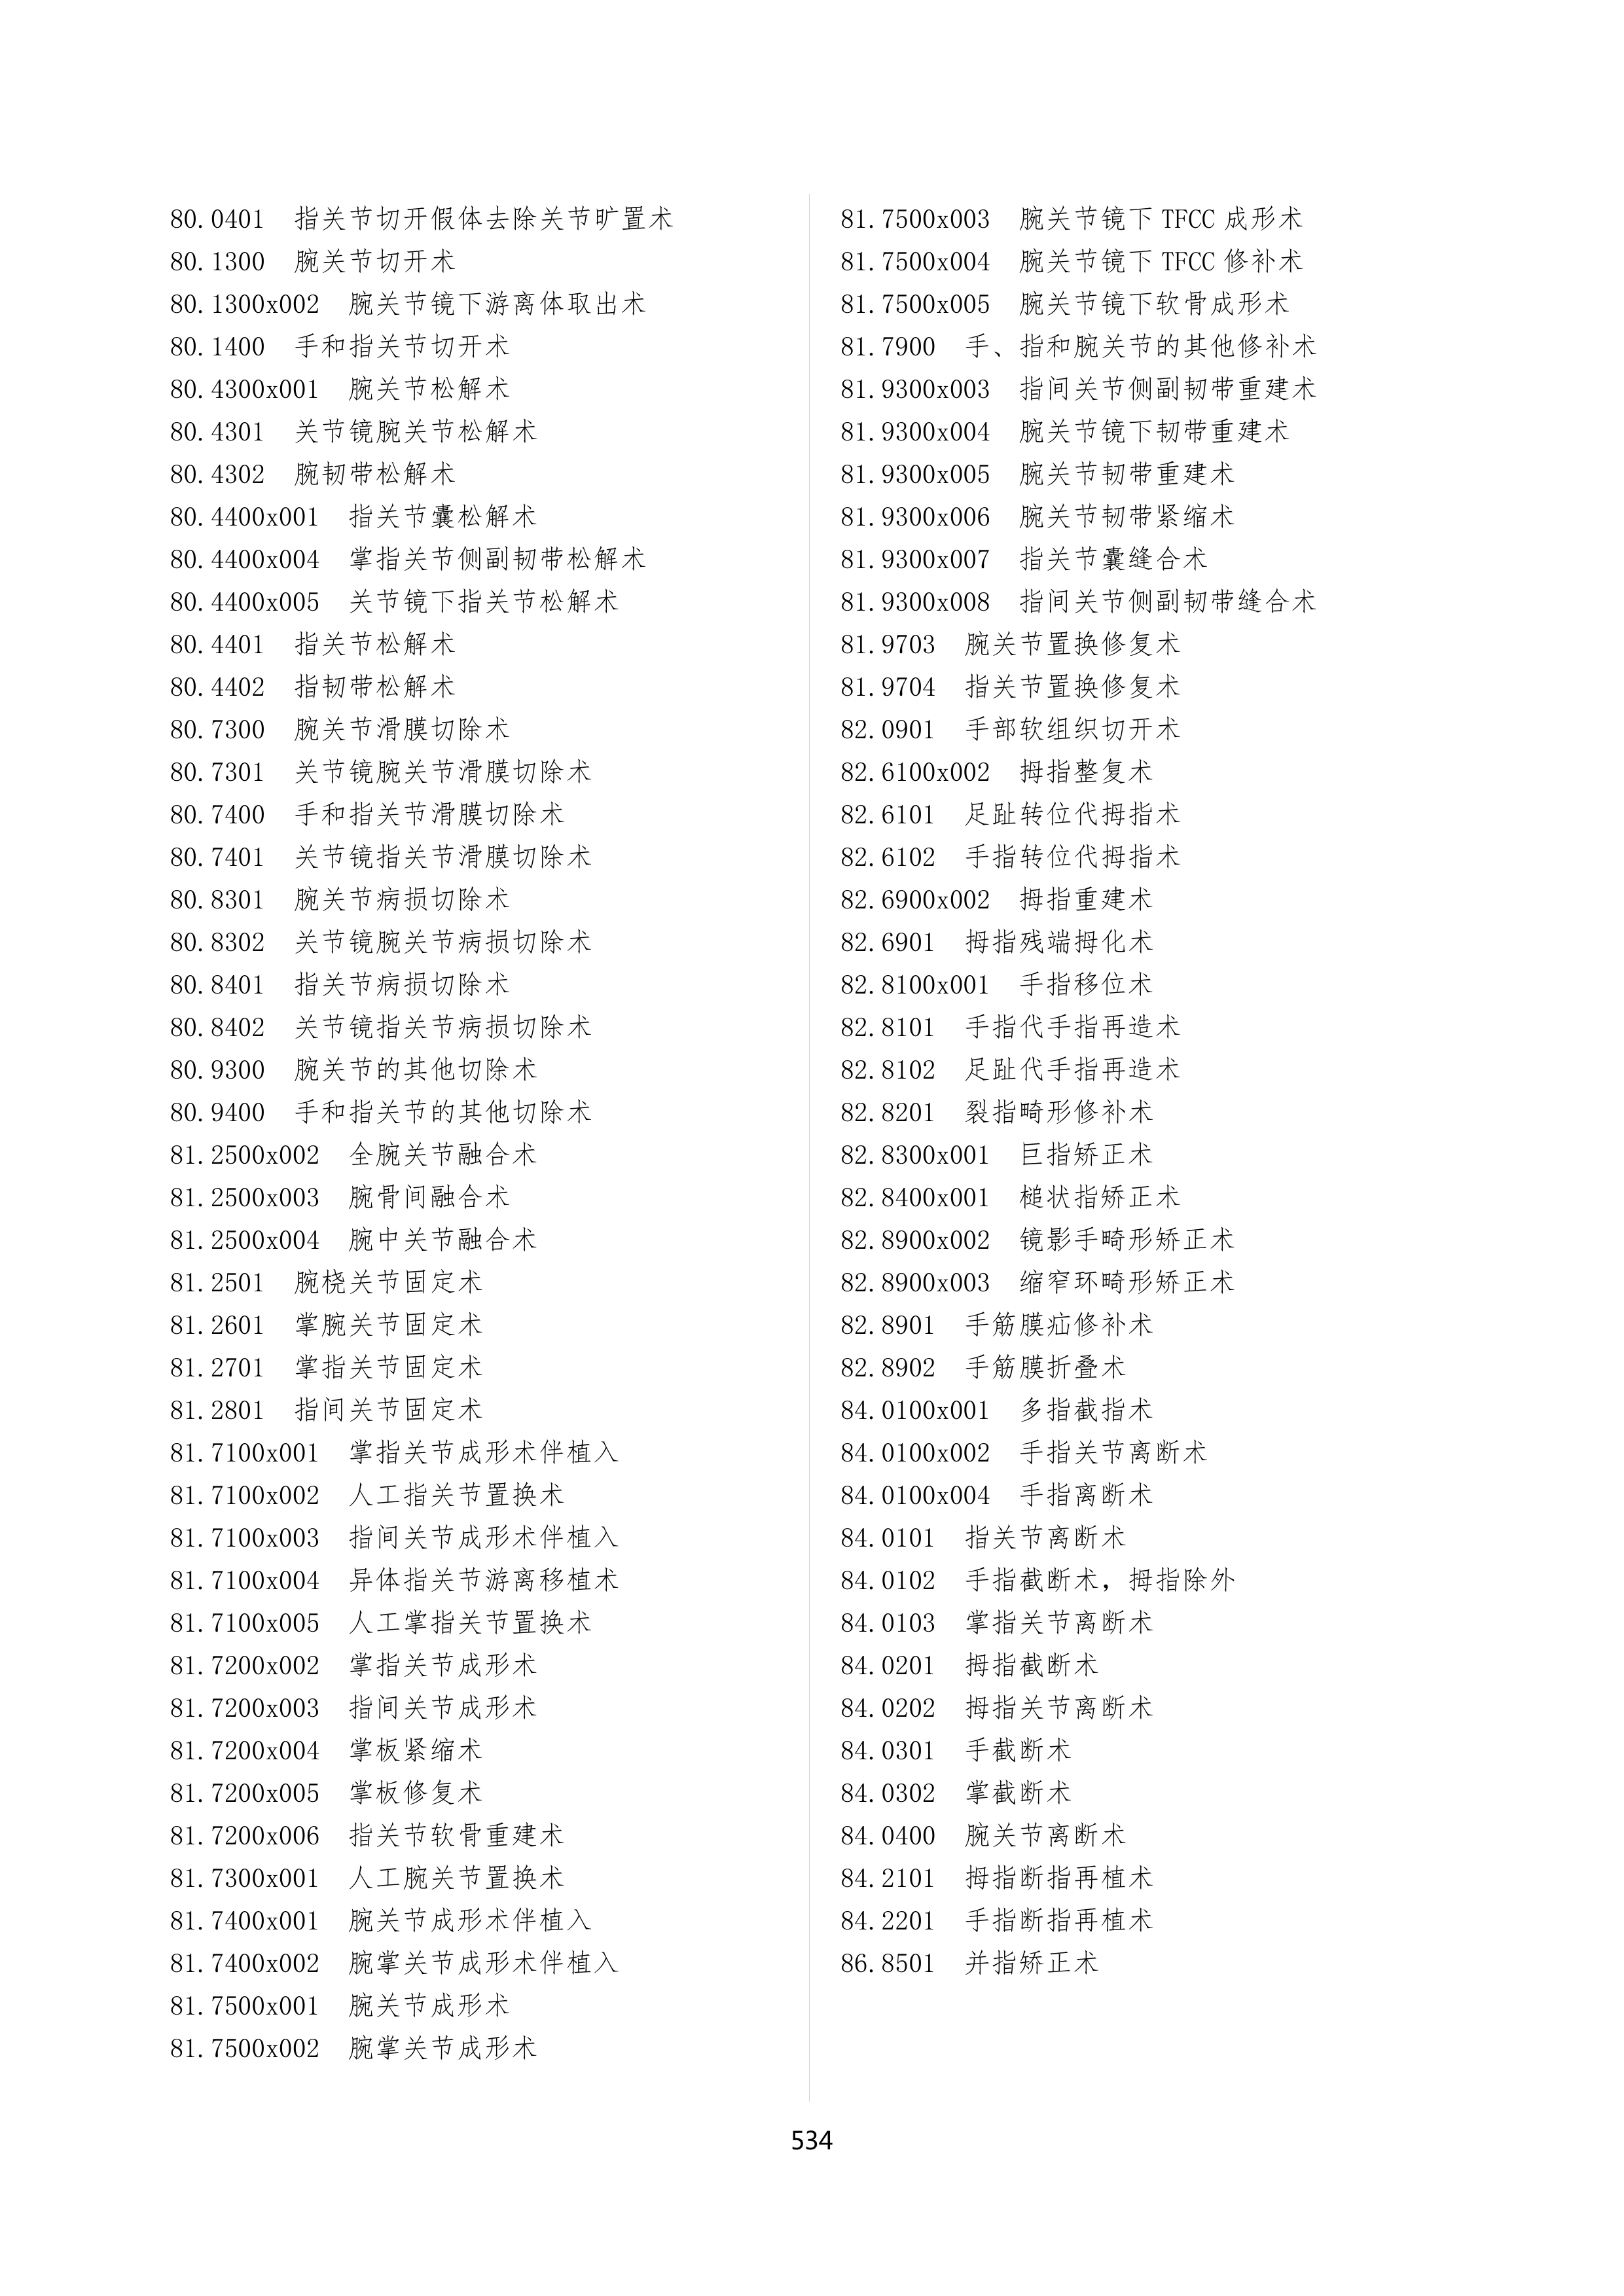 80.0401 指关节切开假体去除关节旷置术
80.1300 腕关节切开术
80.1300x002 腕关节镜下游离体取出术
80.1400 手和指关节切开术
80.4300x001 腕关节松解术
80.4301 关节镜腕关节松解术
80.4302 腕韧带松解术
80.4400x001 指关节囊松解术
80.4400x004 掌指关节侧副韧带松解术
80.4400x005 关节镜下指关节松解术
80.4401 指关节松解术
80.4402 指韧带松解术
80.7300 腕关节滑膜切除术
80.7301 关节镜腕关节滑膜切除术
80.7400 手和指关节滑膜切除术
80.7401 关节镜指关节滑膜切除术
80.8301 腕关节病损切除术
80.8302 关节镜腕关节病损切除术
80.8401 指关节病损切除术
80.8402 关节镜指关节病损切除术
80.9300 腕关节的其他切除术
80.9400 手和指关节的其他切除术
81.2500x002 全腕关节融合术
81.2500x003 腕骨间融合术
81.2500x004 腕中关节融合术
81.2501 腕桡关节固定术
81.2601 掌腕关节固定术
81.2701 掌指关节固定术
81.2801 指间关节固定术
81.7100x001 掌指关节成形术伴植入
81.7100x002 人工指关节置换术
81.7100x003 指间关节成形术伴植入
81.7100x004 异体指关节游离移植术
81.7100x005 人工掌指关节置换术
81.7200x002 掌指关节成形术
81.7200x003 指间关节成形术
81.7200x004 掌板紧缩术
81.7200x005 掌板修复术
81.7200x006 指关节软骨重建术
81.7300x001 人工腕关节置换术
81.7400x001 腕关节成形术伴植入
81.7400x002 腕掌关节成形术伴植入
81.7500x001 腕关节成形术
81.7500x002 腕掌关节成形术
81.7500x003 腕关节镜下 TFCC 成形术
81.7500x004 腕关节镜下 TFCC 修补术
81.7500x005 腕关节镜下软骨成形术
81.7900 手、指和腕关节的其他修补术
81.9300x003 指间关节侧副韧带重建术
81.9300x004 腕关节镜下韧带重建术
81.9300x005 腕关节韧带重建术
81.9300x006 腕关节韧带紧缩术
81.9300x007 指关节囊缝合术
81.9300x008 指间关节侧副韧带缝合术
81.9703 腕关节置换修复术
81.9704 指关节置换修复术
82.0901 手部软组织切开术
82.6100x002 拇指整复术
82.6101 足趾转位代拇指术
82.6102 手指转位代拇指术
82.6900x002 拇指重建术
82.6901 拇指残端拇化术
82.8100x001 手指移位术
82.8101 手指代手指再造术
82.8102 足趾代手指再造术
82.8201 裂指畸形修补术
82.8300x001 巨指矫正术
82.8400x001 槌状指矫正术
82.8900x002 镜影手畸形矫正术
82.8900x003 缩窄环畸形矫正术
82.8901 手筋膜疝修补术
82.8902 手筋膜折叠术
84.0100x001 多指截指术
84.0100x002 手指关节离断术
84.0100x004 手指离断术
84.0101 指关节离断术
84.0102 手指截断术，拇指除外
84.0103 掌指关节离断术
84.0201 拇指截断术
84.0202 拇指关节离断术
84.0301 手截断术
84.0302 掌截断术
84.0400 腕关节离断术
84.2101 拇指断指再植术
84.2201 手指断指再植术
86.8501 并指矫正术
534